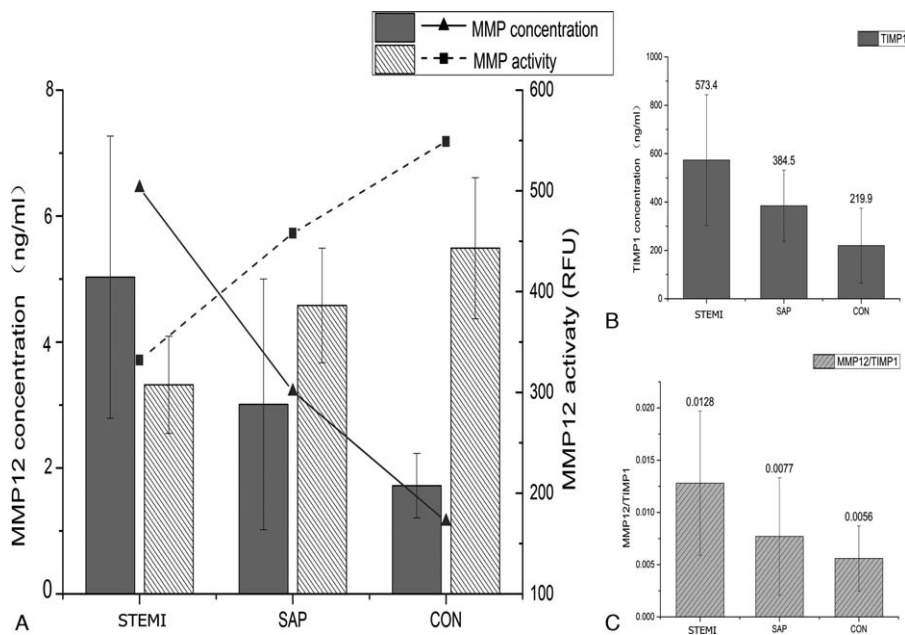 MMP concentration
MMP activity
8
6
4
2
0
MMP12 concentration (ng/ml)
600
500
400
300
200
100
MMP12 activaty (RFU)
STEMI SAP CON
A
TIMP1
1000
800
600
400
200
0
TIMP1 concentration (ng/ml)
573.4
384.5
219.9
STEMI SAP CON
B
MMP12/TIMP1
0.020
0.015
0.010
0.005
0.000
MMP12/TIMP1
0.0128
0.0077
0.0056
STEMI SAP CON
C